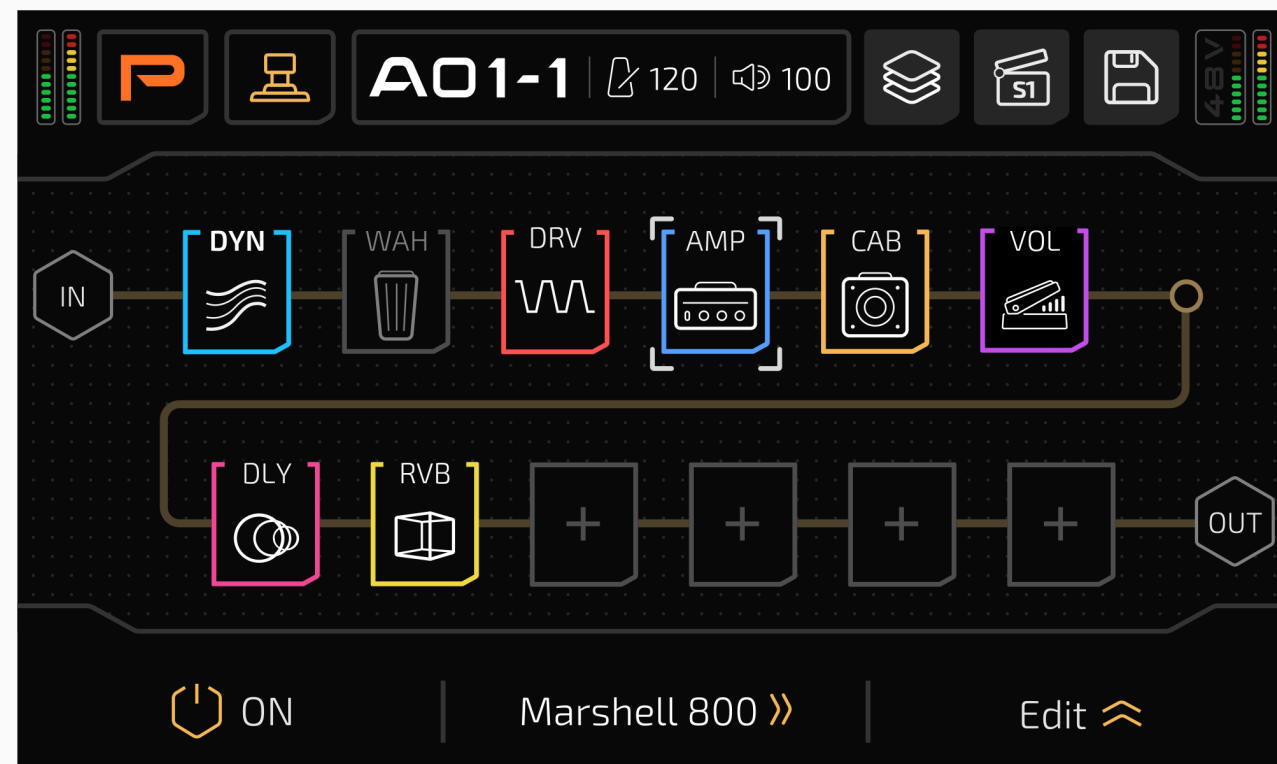 A01-1 120 100 S1 48V
DYN WAH DRV AMP CAB VOL
IN
DLY RVB + + + +
OUT
ON Marshell 800 Edit